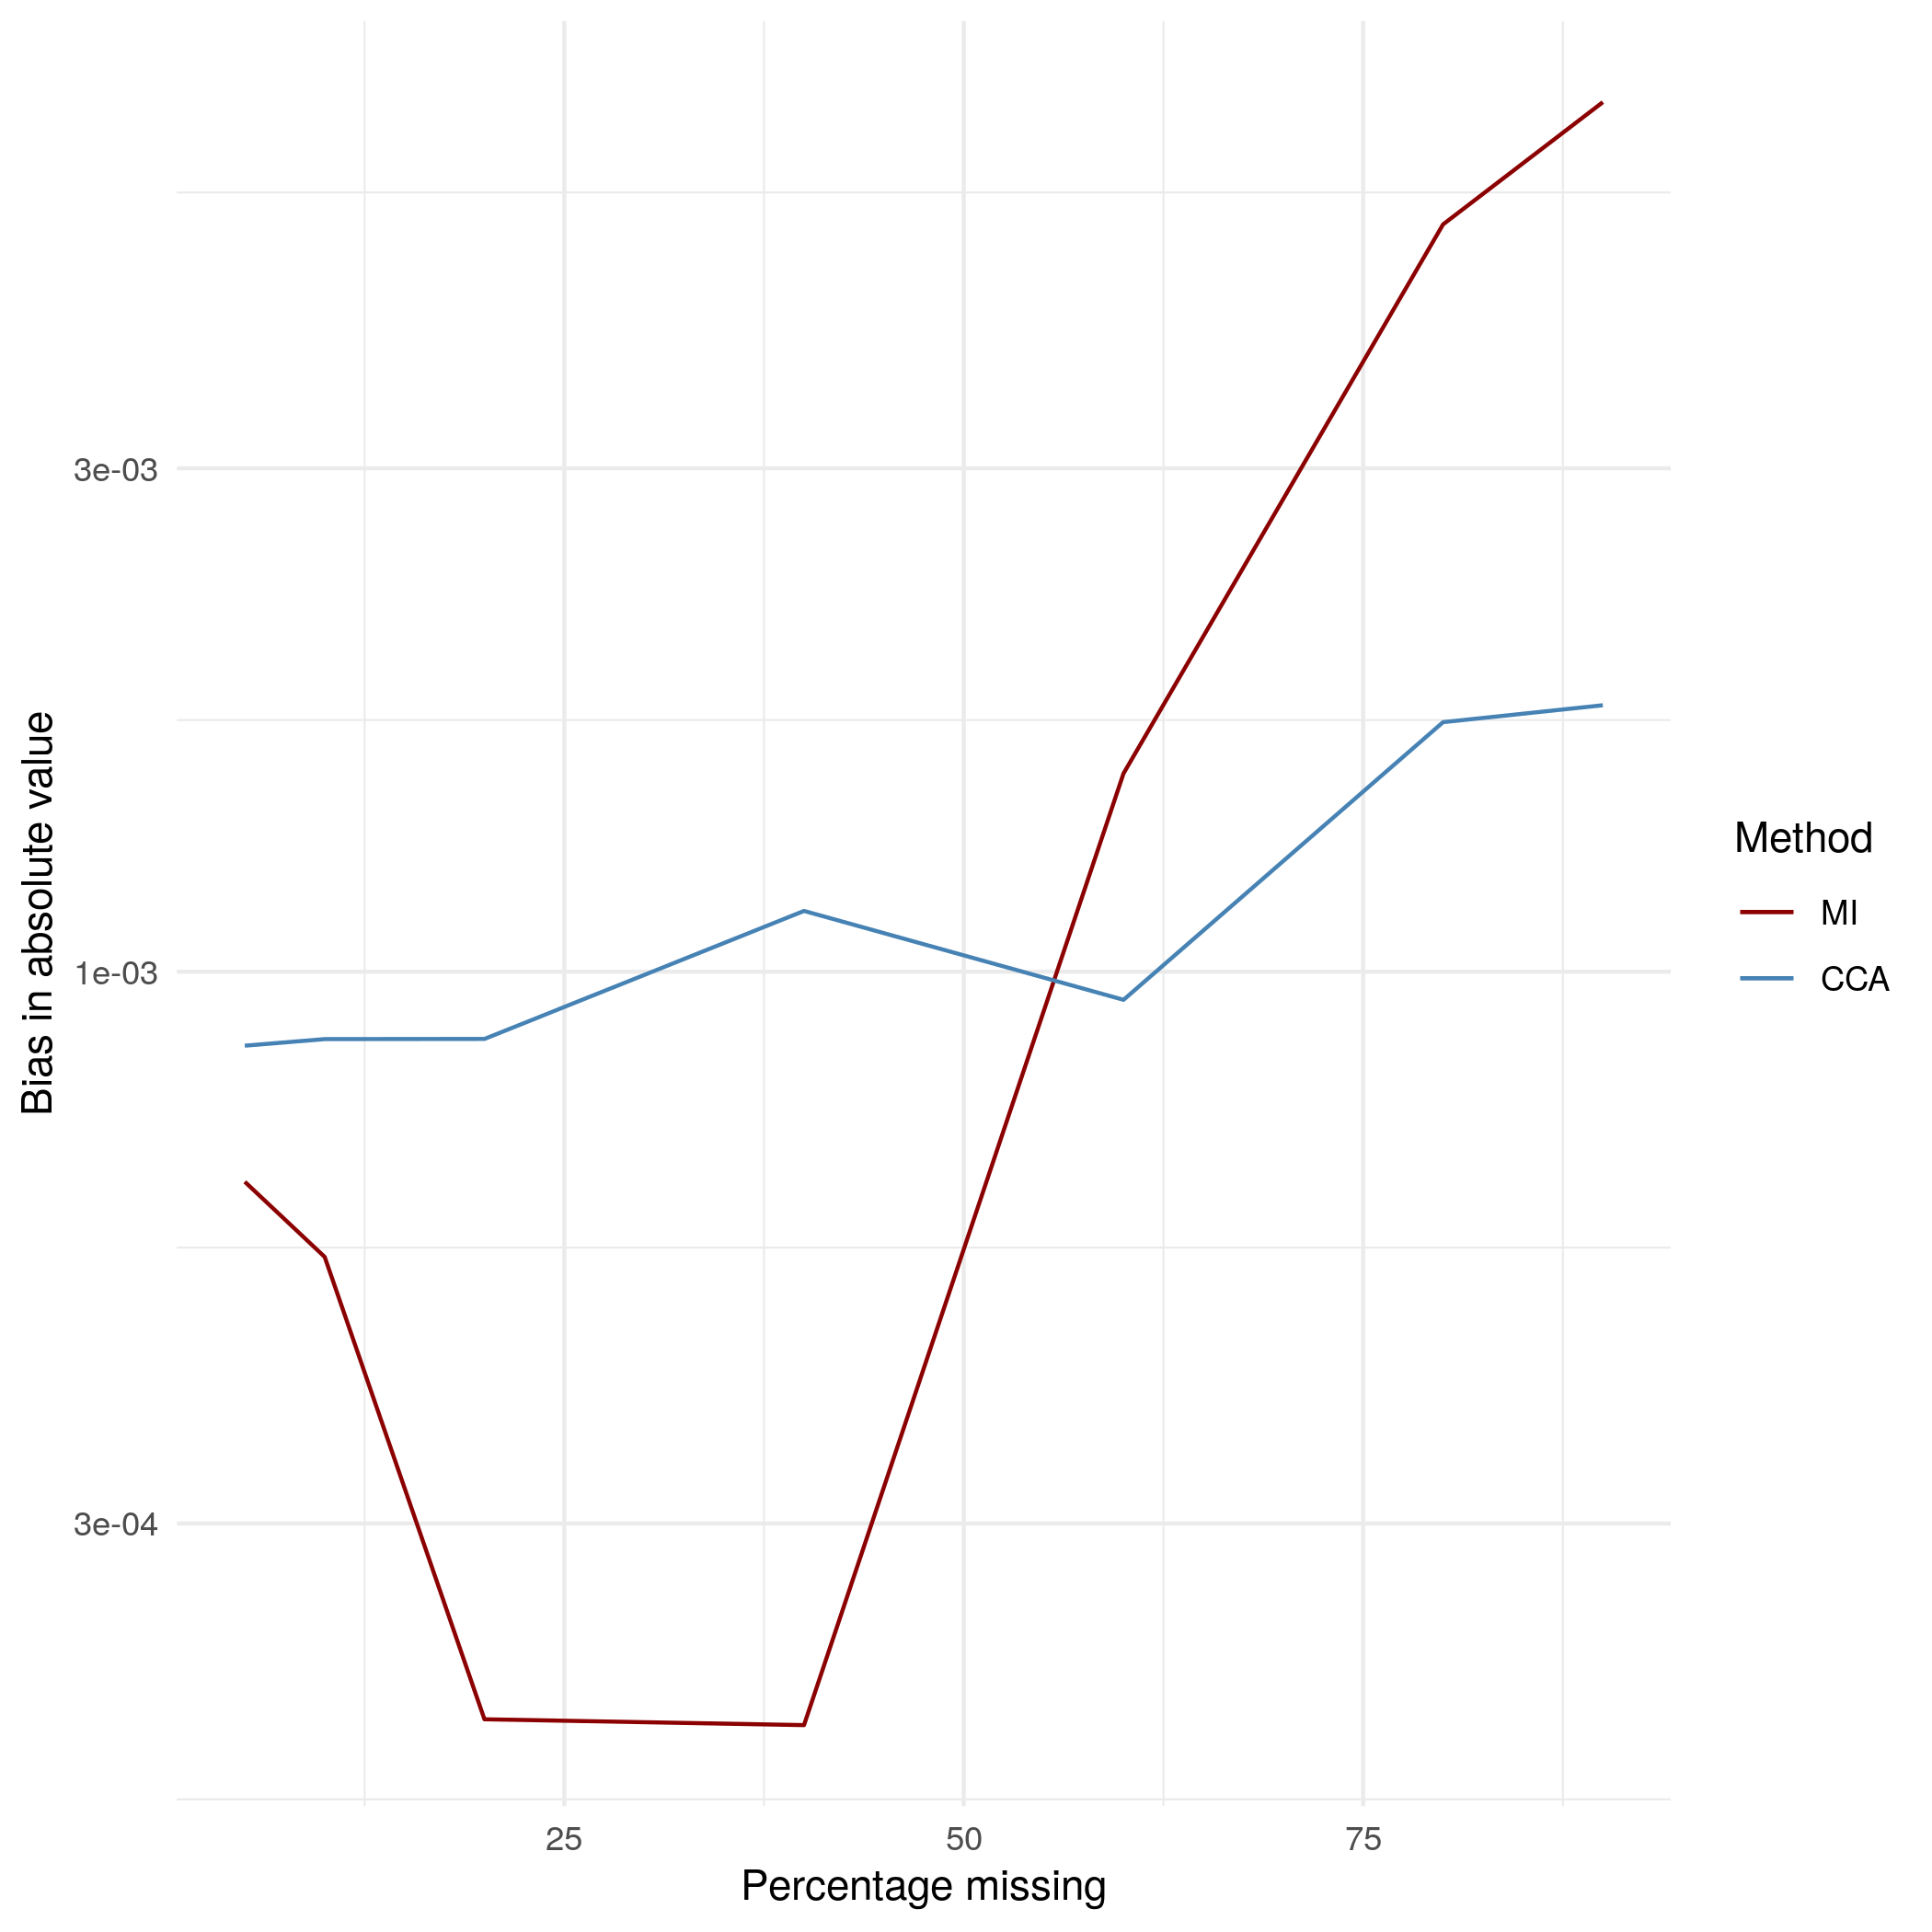 Bias in absolute value
3e-03
1e-03
3e-04
25
50
75
Percentage missing
Method
MI
CCA